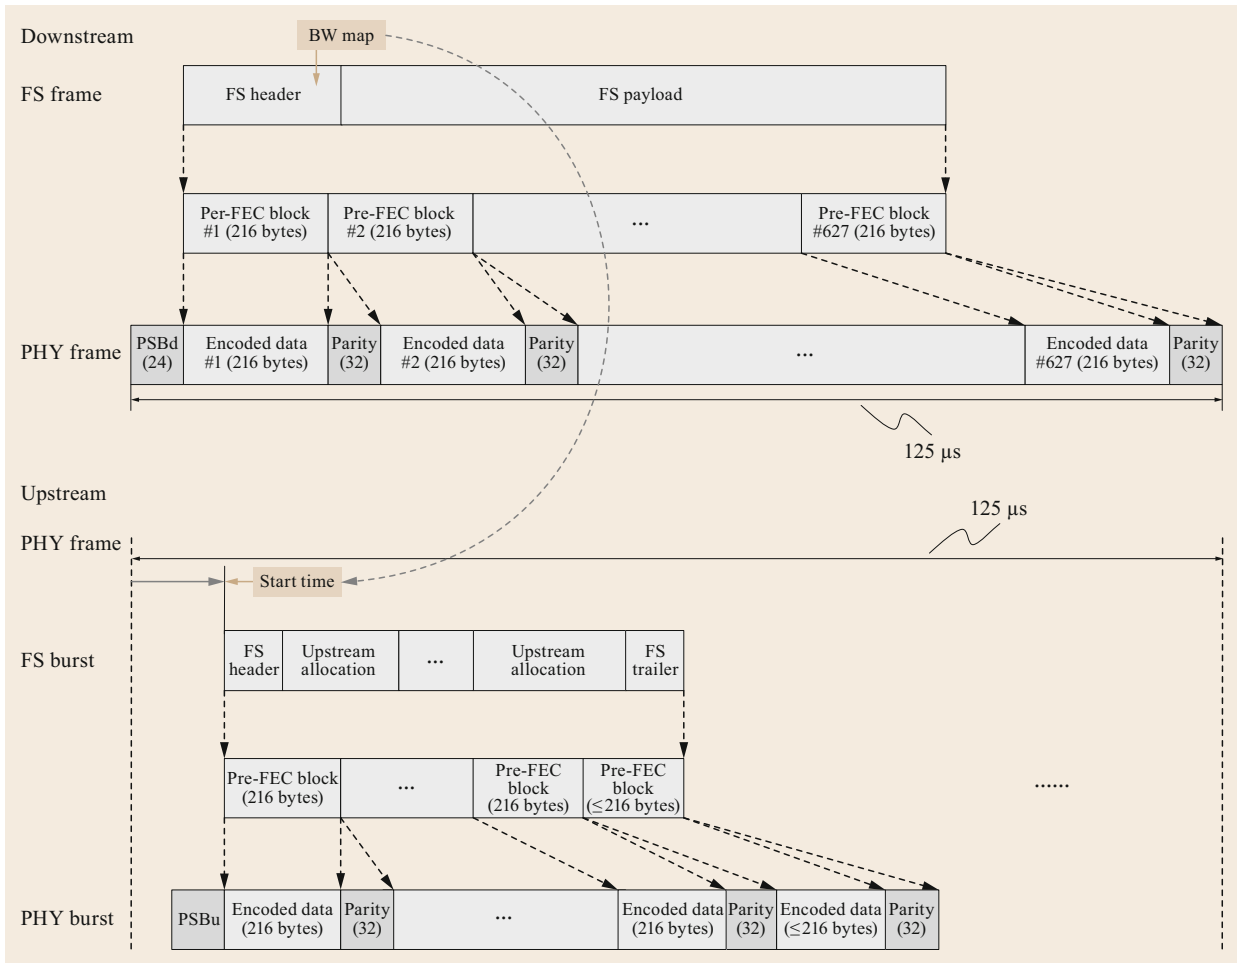 Downstream
BW map
FS frame
FS header
FS payload
Per-FEC block
#1 (216 bytes)
Pre-FEC block
#2 (216 bytes)
...
Pre-FEC block
#627 (216 bytes)
PHY frame
PSBd
(24)
Encoded data
#1 (216 bytes)
Parity
(32)
Encoded data
#2 (216 bytes)
Parity
(32)
...
Encoded data
#627 (216 bytes)
Parity
(32)
125 µs
Upstream
125 µs
PHY frame
Start time
FS burst
FS
header
Upstream
allocation
...
Upstream
allocation
FS
trailer
Pre-FEC block
(216 bytes)
...
Pre-FEC
block
(216 bytes)
Pre-FEC
block
(≤216 bytes)
......
PHY burst
PSBu
Encoded data
(216 bytes)
Parity
(32)
...
Encoded data
(216 bytes)
Parity
(32)
Encoded data
(≤216 bytes)
Parity
(32)